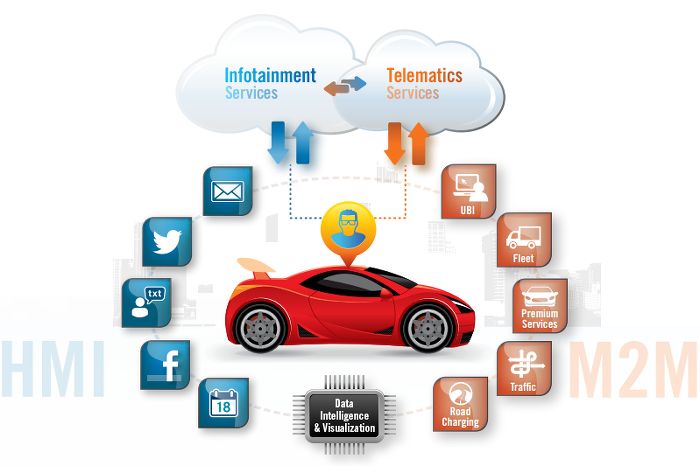 Infotainment
Services
Telematics
Services
UBI
Fleet
txt
Premium
Services
HMI
M2M
Traffic
18
Data
Intelligence
& Visualization
Road
Charging